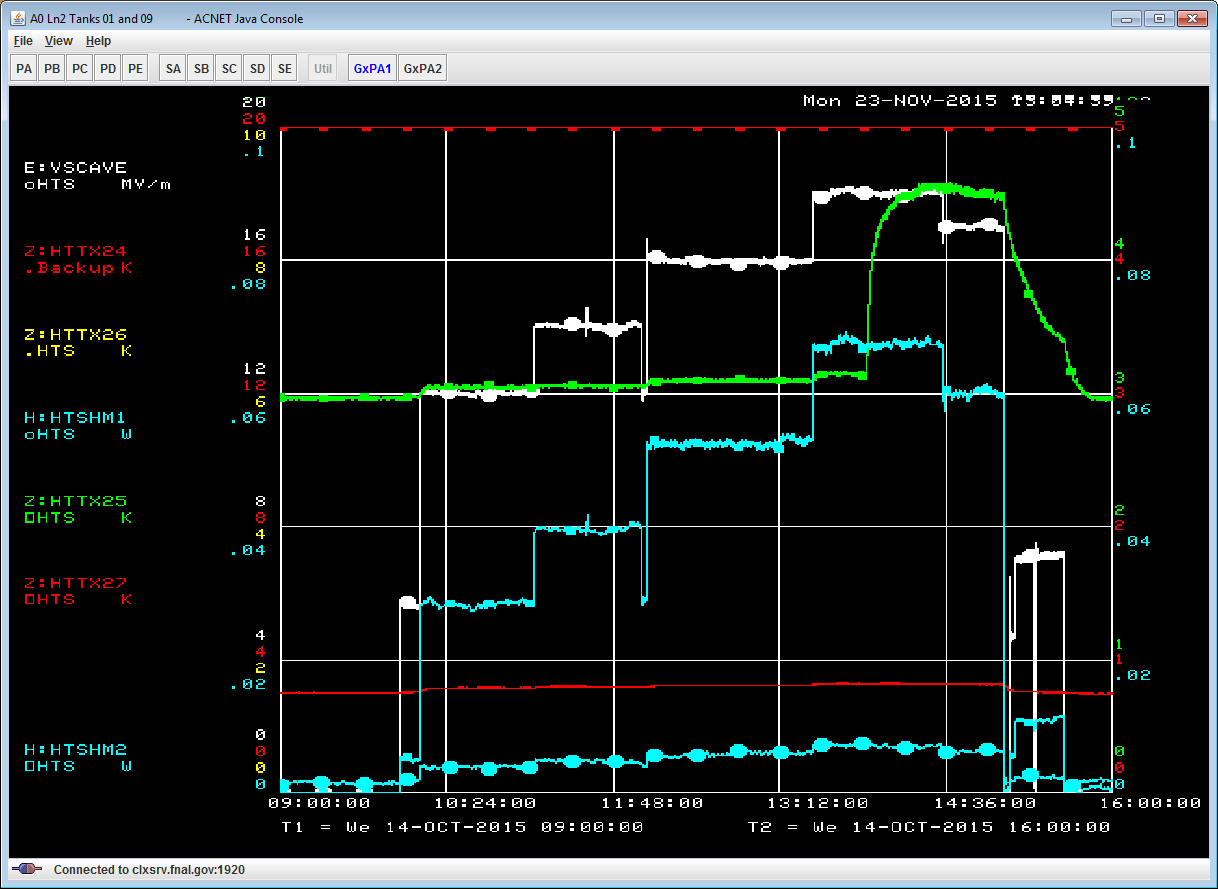 A0 Ln2 Tanks 01 and 09 - ACNET Java Console
File View Help
PA PB PC PD PE SA SB SC SD SE Util GxPA1 GxPA2
Mon 23-NOV-2015
20
20
10
.1
5
5
.1
E:VSCAVE
oHTS MV/m
16
16
8
.08
4
4
.08
Z:HTTX24
.Backup K
Z:HTTX26
.HTS K
12
12
6
.06
3
3
.06
H:HTSHM1
oHTS W
8
8
4
.04
2
2
.04
Z:HTTX25
□HTS K
Z:HTTX27
□HTS K
4
4
2
.02
1
1
.02
H:HTSHM2
□HTS W
0
0
0
0
0
0
0
09:00:00 10:24:00 11:48:00 13:12:00 14:36:00 16:00:00
T1 = We 14-OCT-2015 09:00:00 T2 = We 14-OCT-2015 16:00:00
Connected to clxsrv.fnal.gov:1920